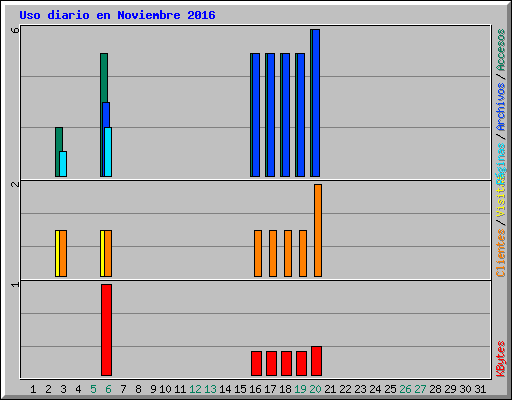 Uso diario en Noviembre 2016
6
2
1
Accesos
/
Archivos
/
Páginas
Visitas
/
Clientes
KBytes
1 2 3 4 5 6 7 8 9 10 11 12 13 14 15 16 17 18 19 20 21 22 23 24 25 26 27 28 29 30 31